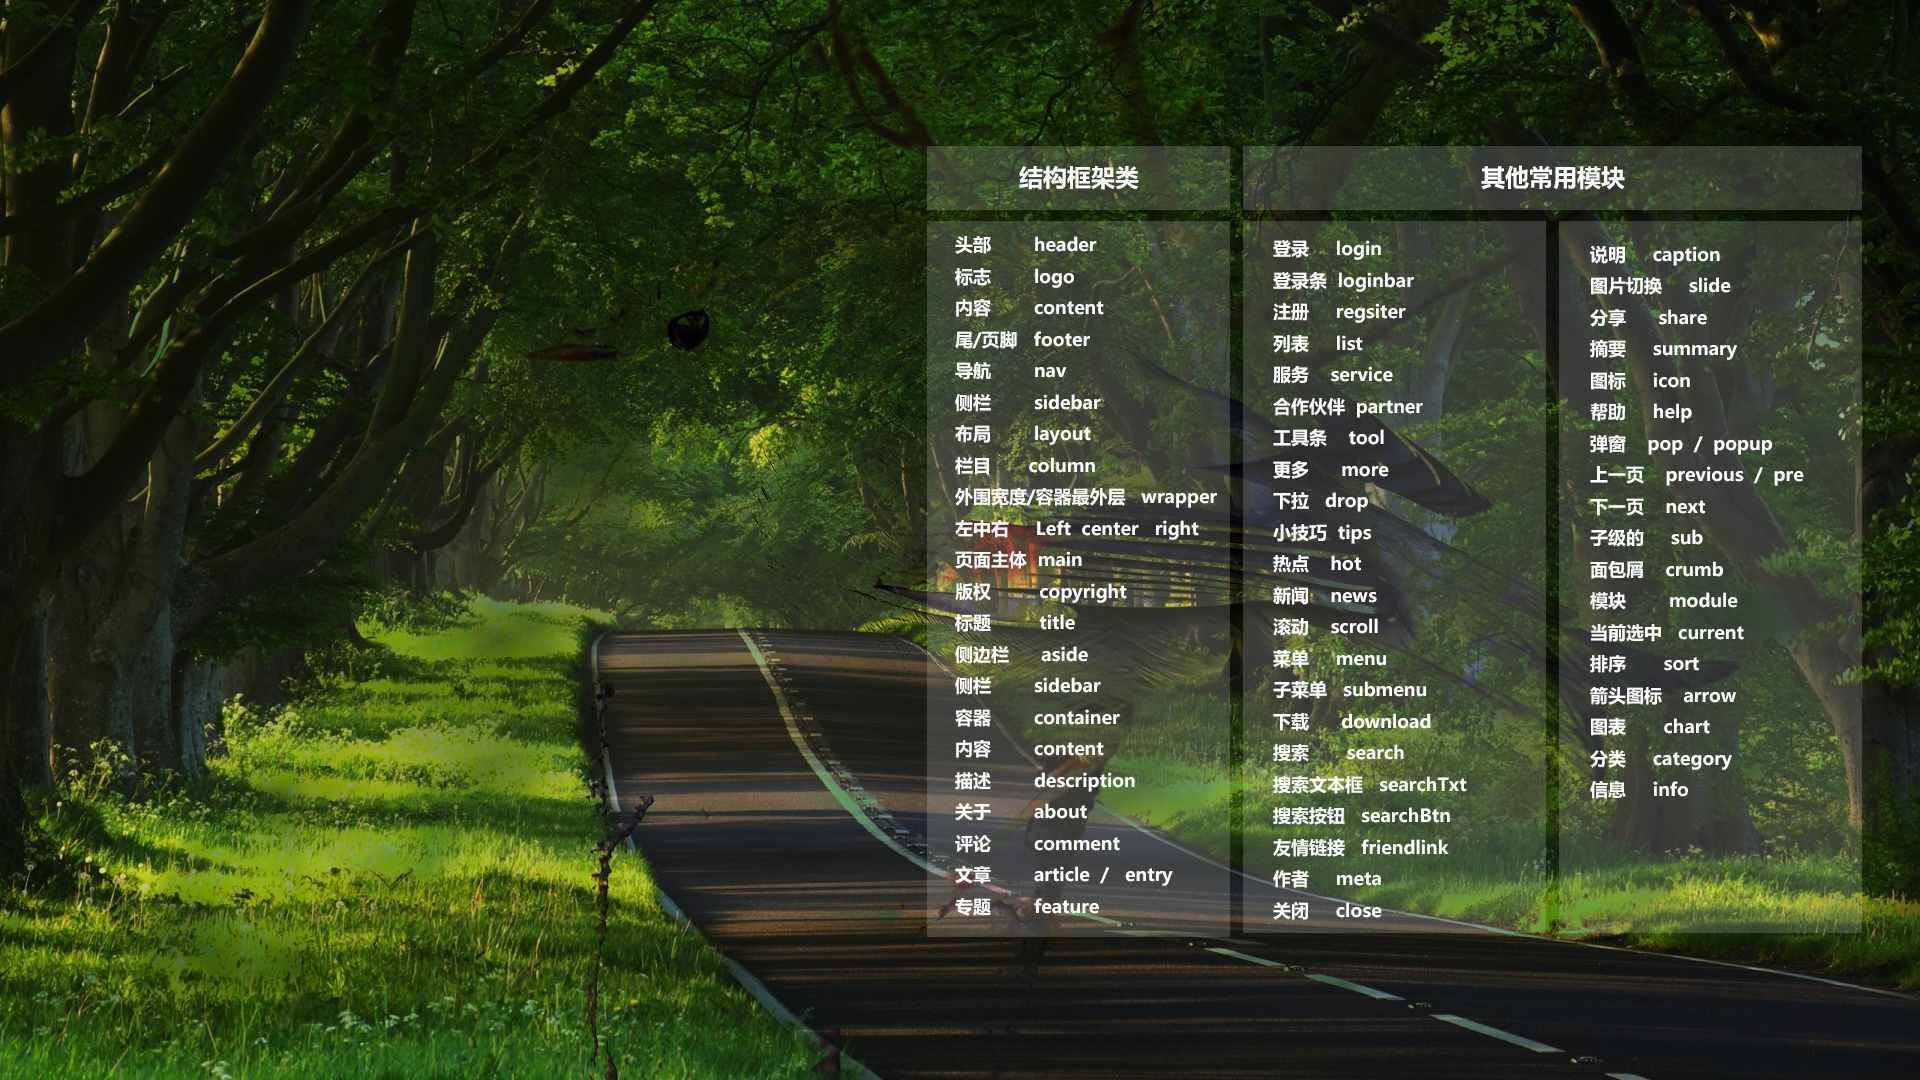 结构框架类
头部 header
标志 logo
内容 content
尾/页脚 footer
导航 nav
侧栏 sidebar
布局 layout
栏目 column
外围宽度/容器最外层 wrapper
左中右 Left center right
页面主体 main
版权 copyright
标题 title
侧边栏 aside
侧栏 sidebar
容器 container
内容 content
描述 description
关于 about
评论 comment
文章 article / entry
专题 feature
其他常用模块
登录 login
登录条 loginbar
注册 regsiter
列表 list
服务 service
合作伙伴 partner
工具条 tool
更多 more
下拉 drop
小技巧 tips
热点 hot
新闻 news
滚动 scroll
菜单 menu
子菜单 submenu
下载 download
搜索 search
搜索文本框 searchTxt
搜索按钮 searchBtn
友情链接 friendlink
作者 meta
关闭 close
说明 caption
图片切换 slide
分享 share
摘要 summary
图标 icon
帮助 help
弹窗 pop / popup
上一页 previous / pre
下一页 next
子级的 sub
面包屑 crumb
模块 module
当前选中 current
排序 sort
箭头图标 arrow
图表 chart
分类 category
信息 info